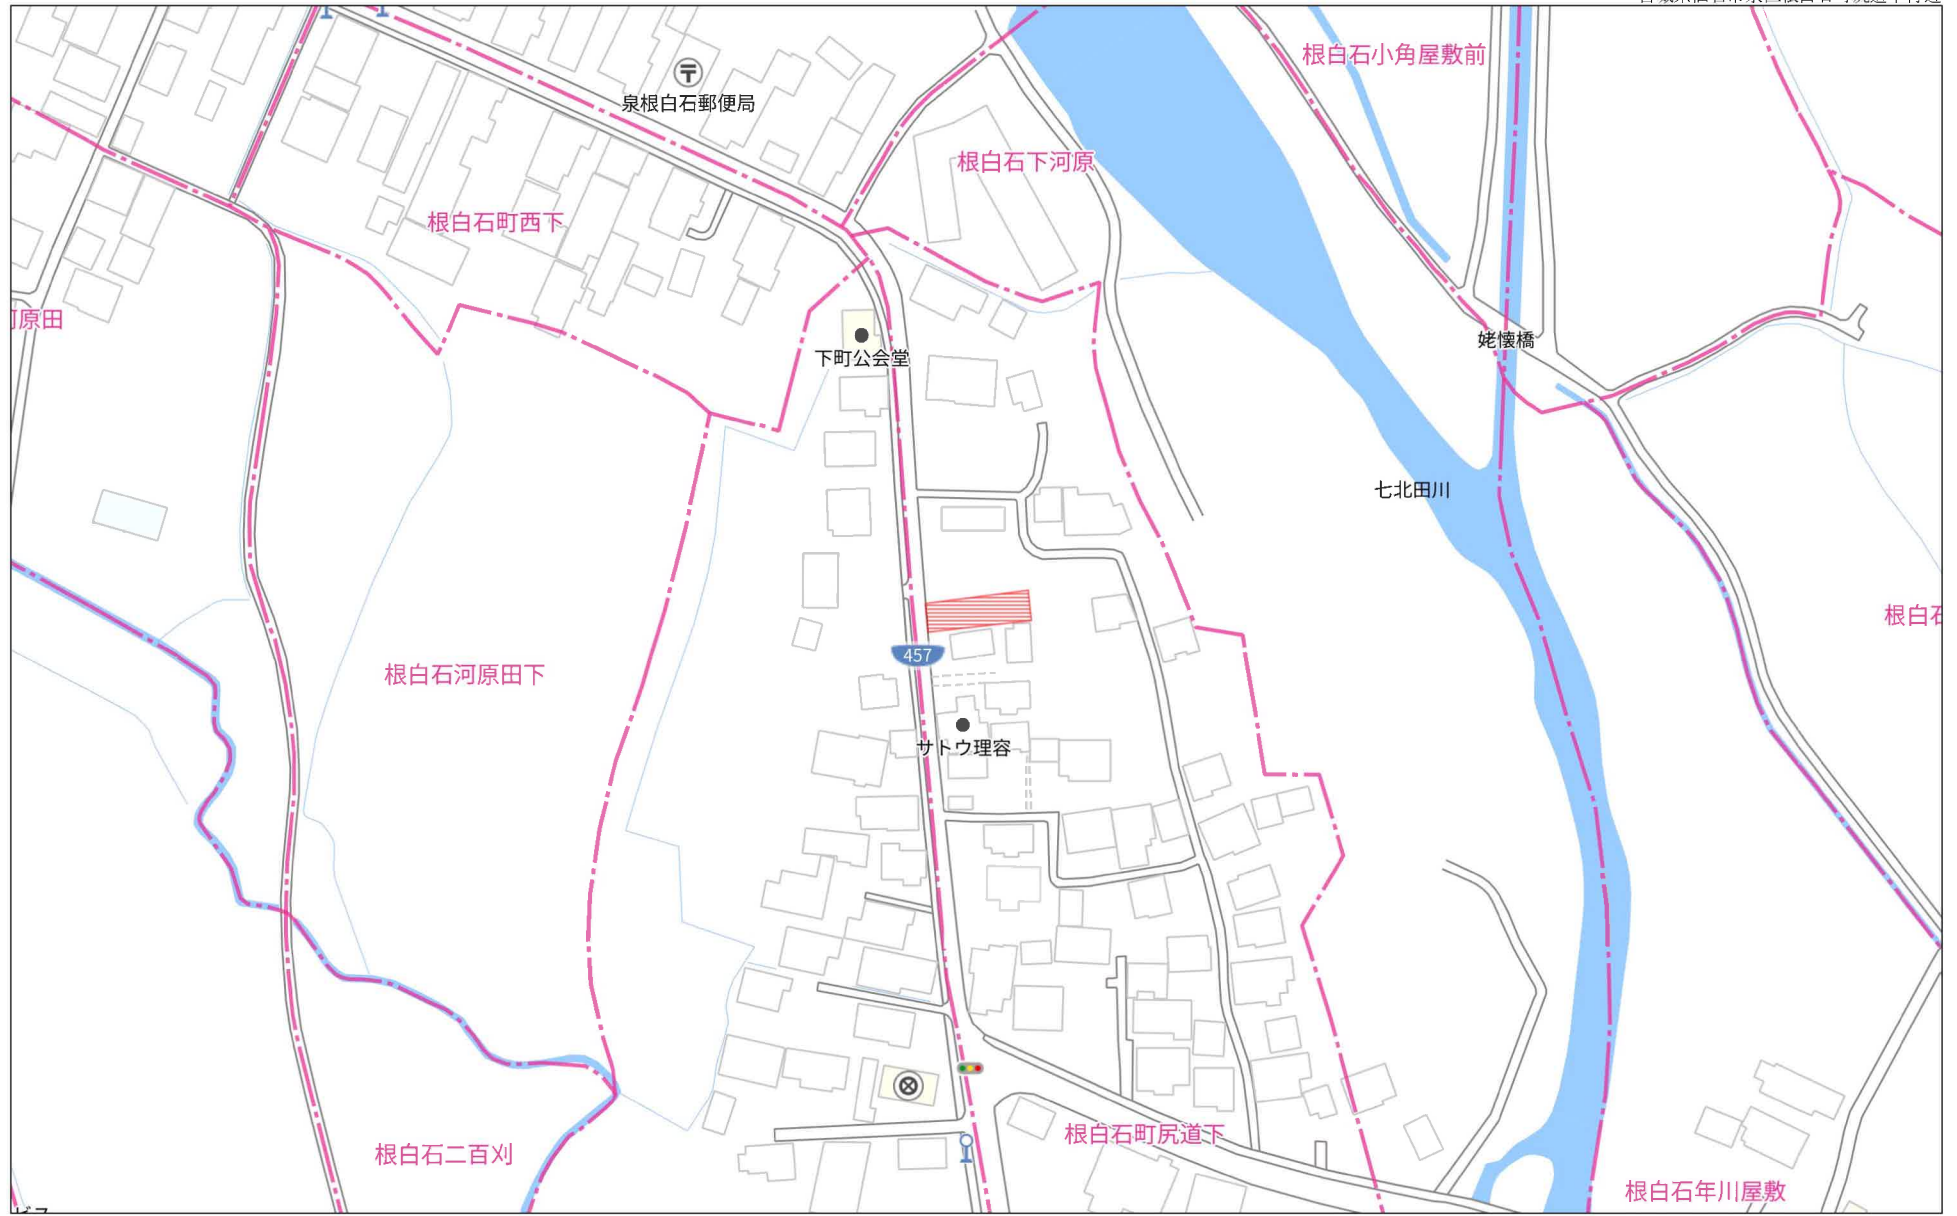 根白石小角屋敷前
泉根白石郵便局
根白石下河原
根白石町西下
原田
姥懐橋
下町公会堂
七北田川
根白石
457
根白石河原田下
サトウ理容
根白石町尻道下
根白石二百刈
根白石年川屋敷